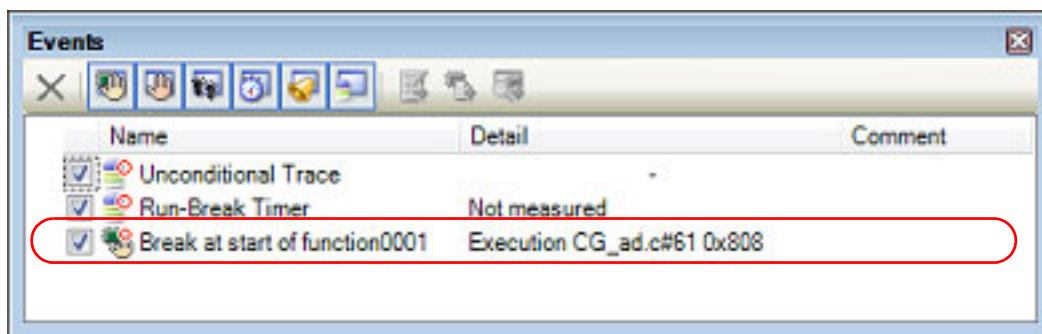 Events
Name Detail Comment
Unconditional Trace -
Run-Break Timer Not measured
Break at start of function0001 Execution CG_ad.c#61 0x808